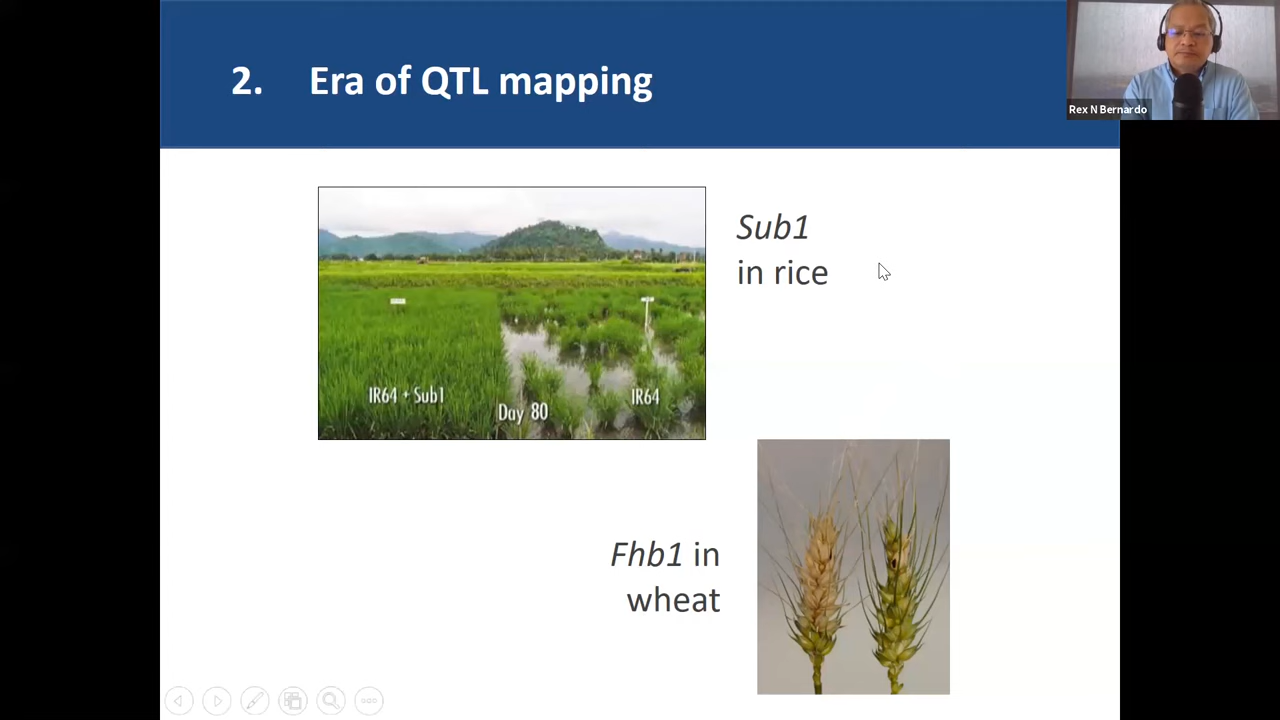 2. Era of QTL mapping
Rex N Bernardo
Sub1
in rice
IR64 + Sub1
Day 80
IR64
Fhb1 in
wheat